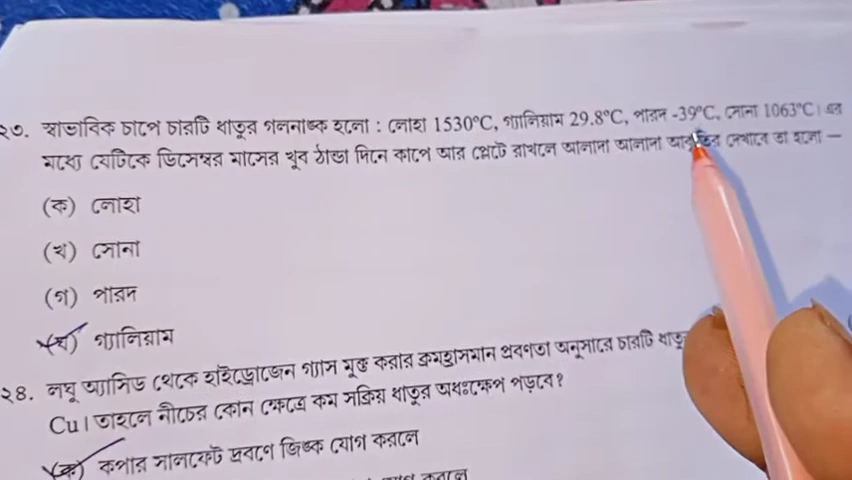 ২৩. স্বাভাবিক চাপে চারটি ধাতুর গলনাঙ্ক হলো : লোহা 1530°C, গ্যালিয়াম 29.8°C, পারদ -39°C, সোনা 1063°C। এর
মধ্যে যেটিকে ডিসেম্বর মাসের খুব ঠান্ডা দিনে কাপে আর প্লেটে রাখলে আলাদা আলাদা দেখাবে তা হলো —
(ক) লোহা
(খ) সোনা
(গ) পারদ
(ঘ) গ্যালিয়াম
২৪. লঘু অ্যাসিড থেকে হাইড্রোজেন গ্যাস মুক্ত করার ক্রমহ্রাসমান প্রবণতা অনুসারে চারটি ধাতু
Cu। তাহলে নীচের কোন ক্ষেত্রে কম সক্রিয় ধাতুর অধঃক্ষেপ পড়বে?
(ক) কপার সালফেট দ্রবণে জিঙ্ক যোগ করলে
করলে